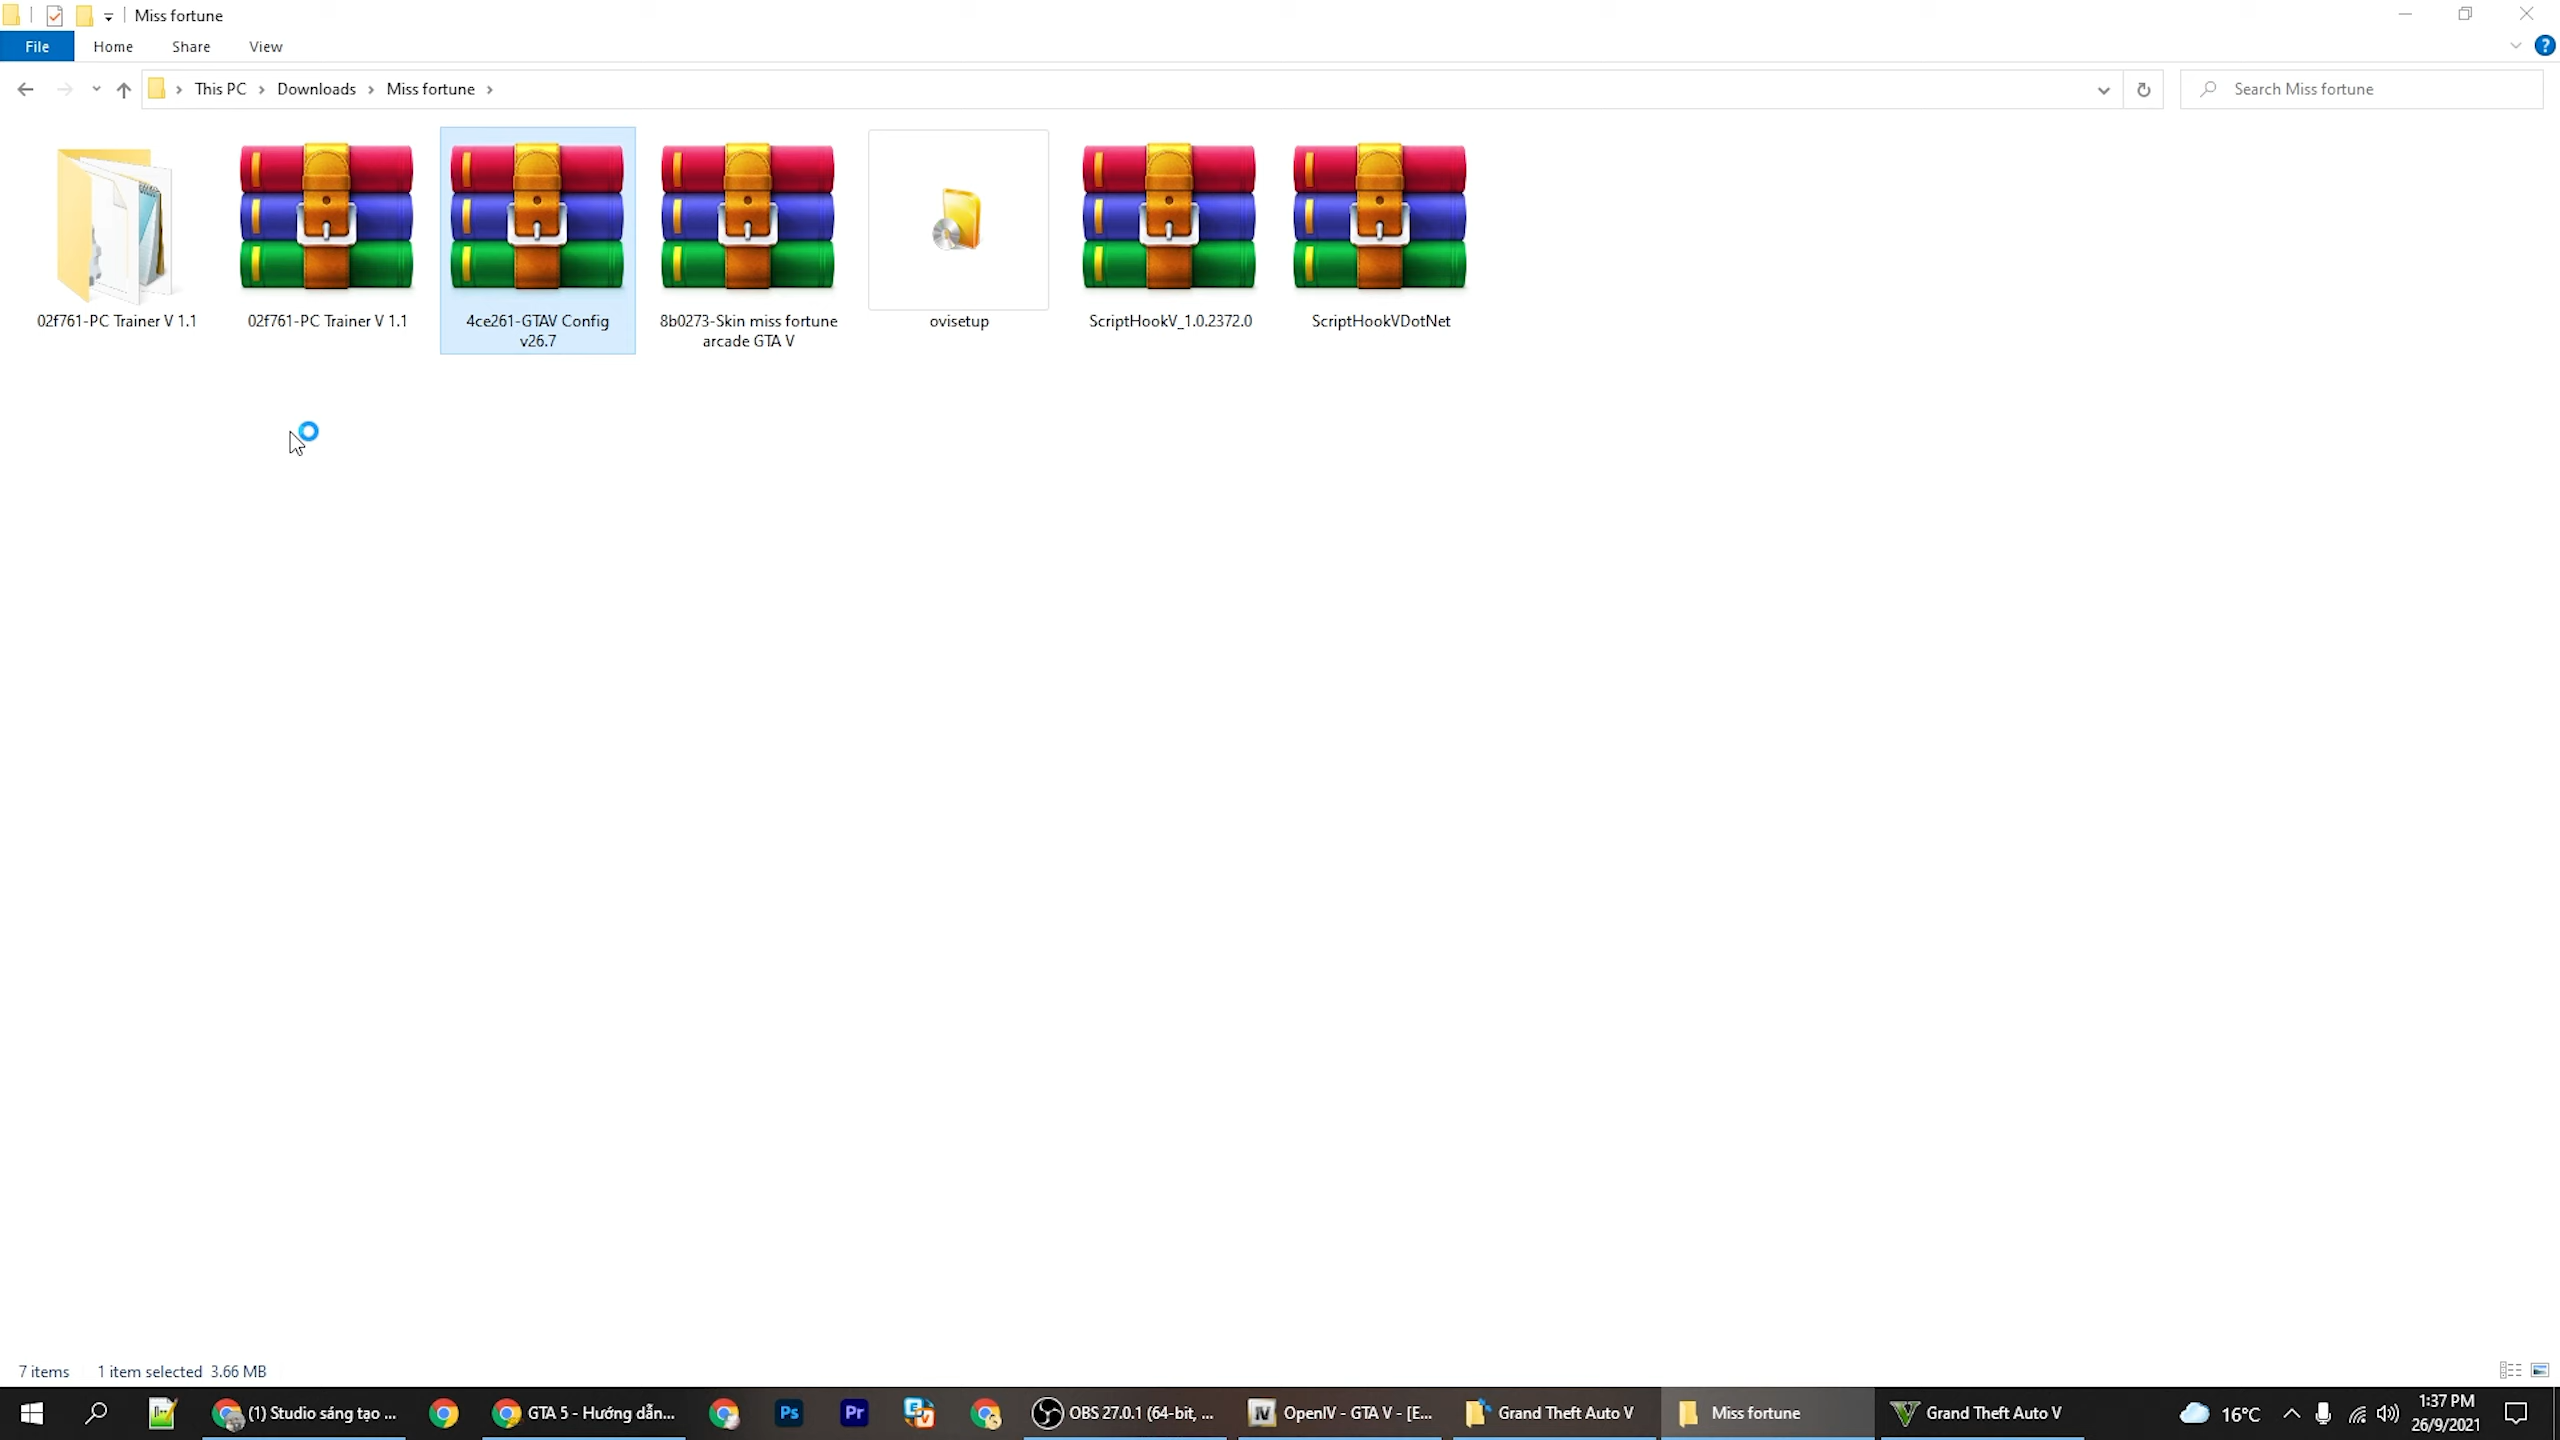 Miss fortune
File Home Share View
This PC Downloads Miss fortune
Search Miss fortune
02f761-PC Trainer V 1.1
02f761-PC Trainer V 1.1
4ce261-GTAV Config
v26.7
8b0273-Skin miss fortune
arcade GTA V
ovisetup
ScriptHookV_1.0.2372.0
ScriptHookVDotNet
7 items 1 item selected 3.66 MB
(1) Studio sáng tạo ...
GTA 5 - Hướng dẫn...
Ps
Pr
OBS 27.0.1 (64-bit, ...
IV
OpenIV - GTA V - [E...
Grand Theft Auto V
Miss fortune
Grand Theft Auto V
16°C
1:37 PM
26/9/2021